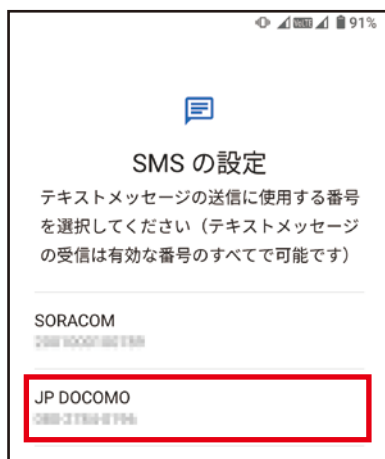 91%
SMS の設定
テキストメッセージの送信に使用する番号
を選択してください（テキストメッセージ
の受信は有効な番号のすべてで可能です）
SORACOM
JP DOCOMO